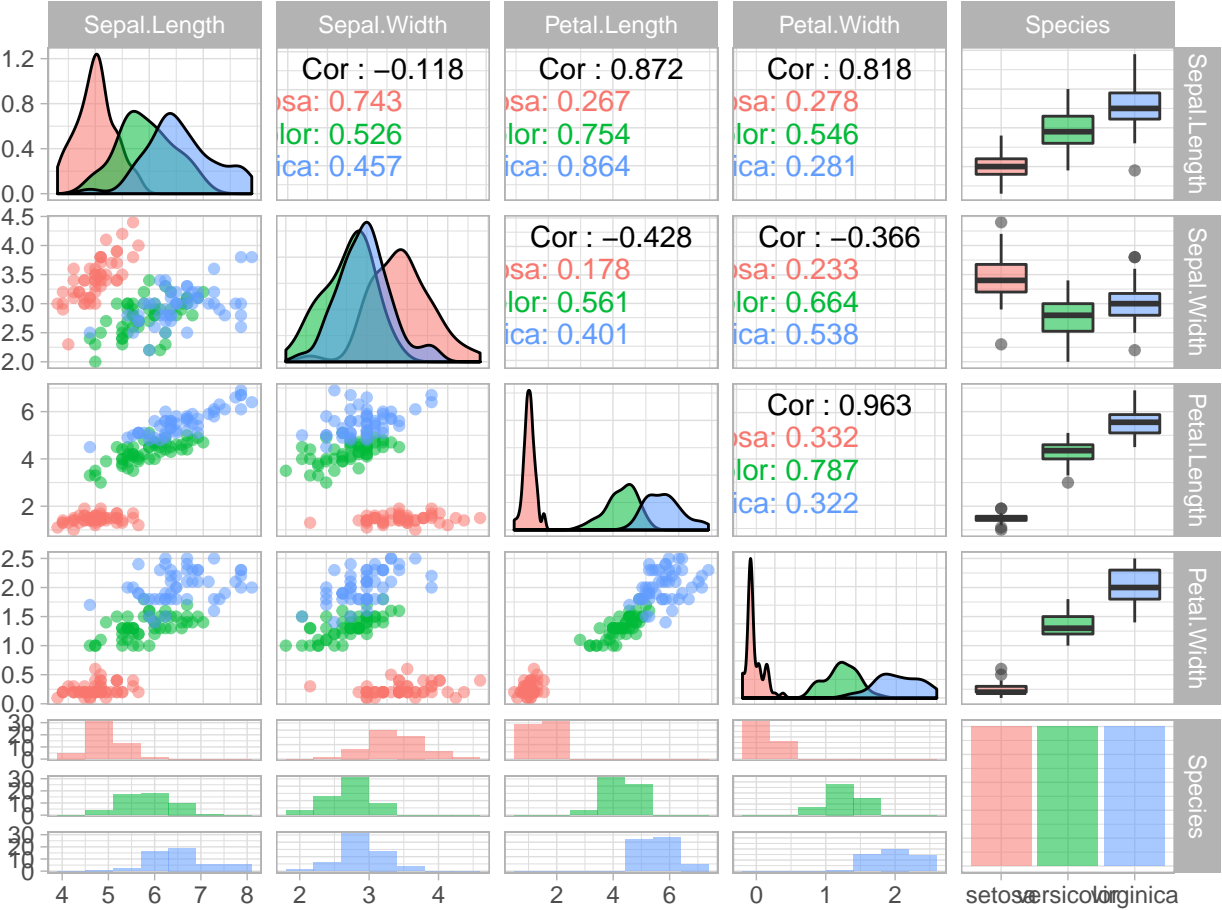 Sepal.Length Sepal.Width Petal.Length Petal.Width Species
1.2 Cor : −0.118 Cor : 0.872 Cor : 0.818 Sepal.Length
0.8 osa: 0.743 osa: 0.267 osa: 0.278
lor: 0.526 lor: 0.754 lor: 0.546
0.4 ica: 0.457 ica: 0.864 ica: 0.281
0.0
4.5 Cor : −0.428 Cor : −0.366 Sepal.Width
4.0
3.5 osa: 0.178 osa: 0.233
3.0 lor: 0.561 lor: 0.664
2.5 ica: 0.401 ica: 0.538
2.0
Cor : 0.963 Petal.Length
6 osa: 0.332
4 lor: 0.787
2 ica: 0.322
2.5 Petal.Width
2.0
1.5
1.0
0.5
0.0
30 Species
20
10
0
30
20
10
0
30
20
10
0
4 5 6 7 8 2 3 4 2 4 6 0 1 2 setosa versicolor virginica